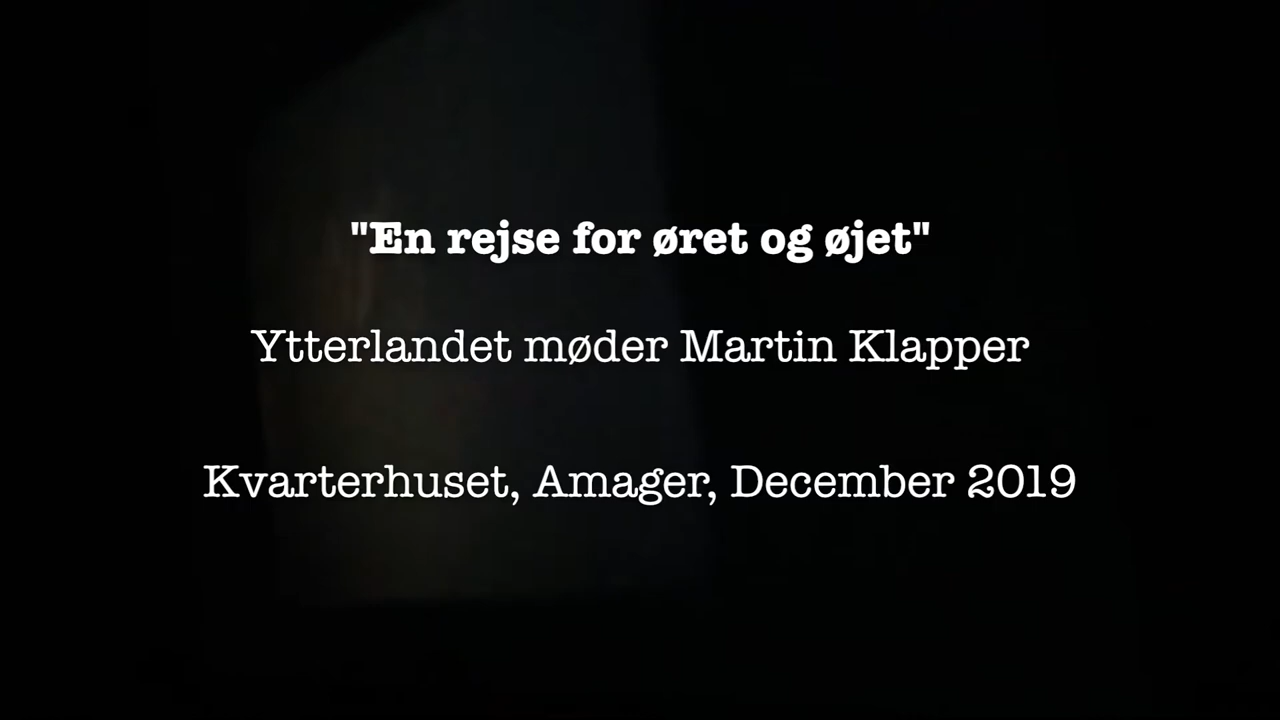 "En rejse for øret og øjet"
Ytterlandet møder Martin Klapper
Kvarterhuset, Amager, December 2019